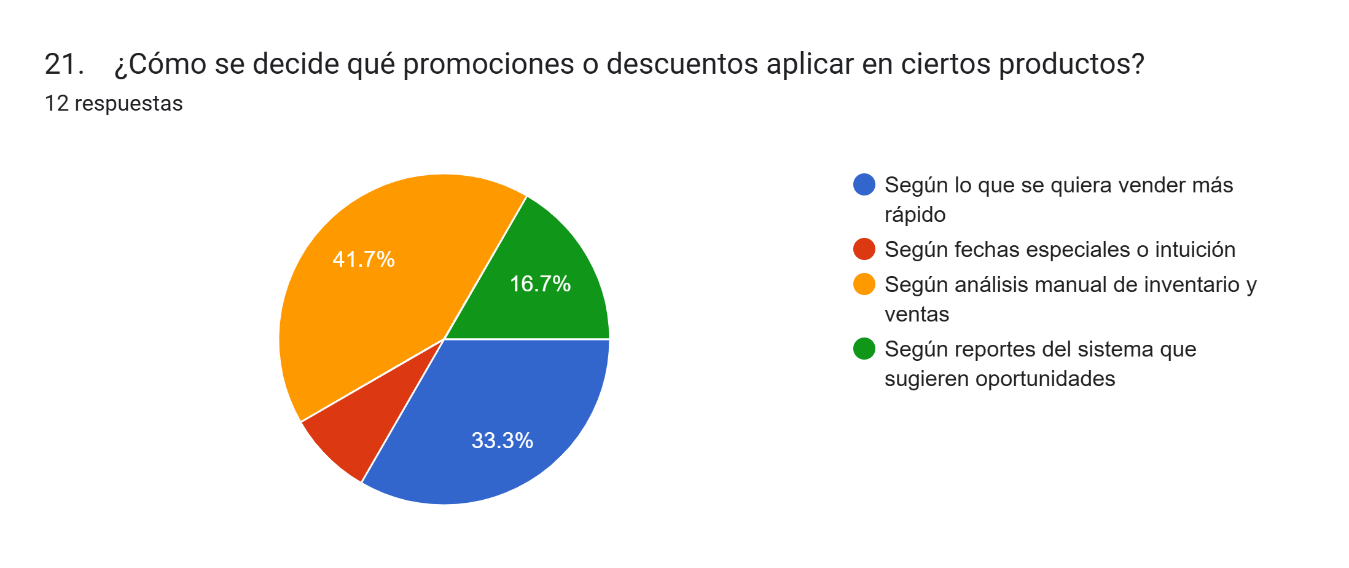 21. ¿Cómo se decide qué promociones o descuentos aplicar en ciertos productos?
12 respuestas
41.7%
16.7%
33.3%
Según lo que se quiera vender más
rápido
Según fechas especiales o intuición
Según análisis manual de inventario y
ventas
Según reportes del sistema que
sugieren oportunidades